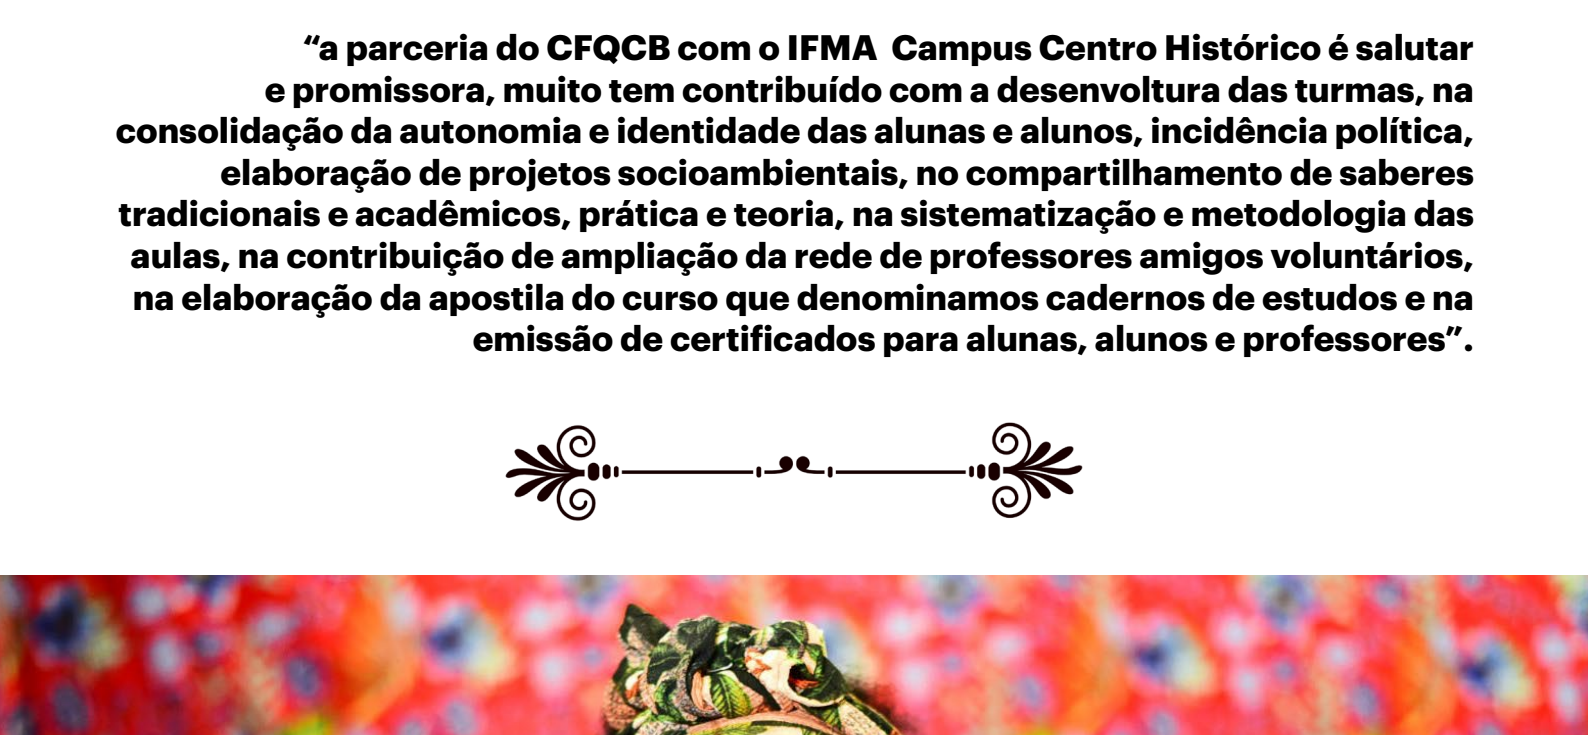 “a parceria do CFQCB com o IFMA  Campus Centro Histórico é salutar
e promissora, muito tem contribuído com a desenvoltura das turmas, na
consolidação da autonomia e identidade das alunas e alunos, incidência política,
elaboração de projetos socioambientais, no compartilhamento de saberes
tradicionais e acadêmicos, prática e teoria, na sistematização e metodologia das
aulas, na contribuição de ampliação da rede de professores amigos voluntários,
na elaboração da apostila do curso que denominamos cadernos de estudos e na
emissão de certificados para alunas, alunos e professores”.